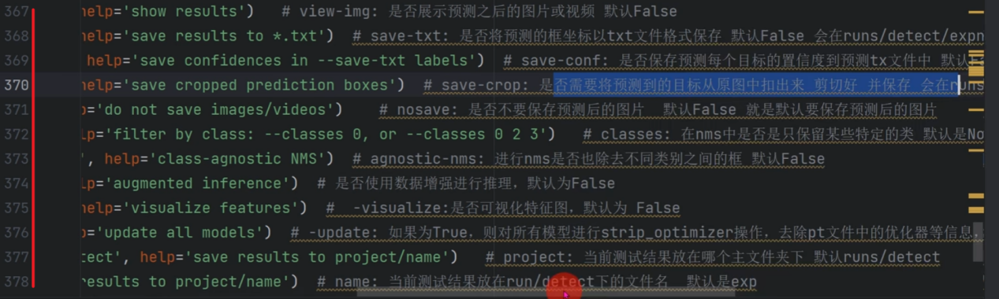 367 help='show results')   # view-img: 是否展示预测之后的图片或视频 默认False
368 help='save results to *.txt')  # save-txt: 是否将预测的框坐标以txt文件格式保存 默认False 会在runs/detect/expn
369 help='save confidences in --save-txt labels')  # save-conf: 是否保存预测每个目标的置信度到预测tx文件中 默认Fa
370 help='save cropped prediction boxes')  # save-crop: 是否需要将预测到的目标从原图中扣出来 剪切好 并保存 会在runs
371 p='do not save images/videos')    # nosave: 是否不要保存预测后的图片  默认False 就是默认要保存预测后的图片
372 lp='filter by class: --classes 0, or --classes 0 2 3')   # classes: 在nms中是否是只保留某些特定的类 默认是No
373 ', help='class-agnostic NMS')  # agnostic-nms: 进行nms是否也除去不同类别之间的框 默认False
374 lp='augmented inference')  # 是否使用数据增强进行推理，默认为False
375 help='visualize features')  #  -visualize:是否可视化特征图，默认为 False
376 p='update all models')  # -update: 如果为True，则对所有模型进行strip_optimizer操作，去除pt文件中的优化器等信息，
377 tect', help='save results to project/name')   # project: 当前测试结果放在哪个主文件夹下 默认runs/detect
378 results to project/name')  # name: 当前测试结果放在run/detect下的文件名  默认是exp